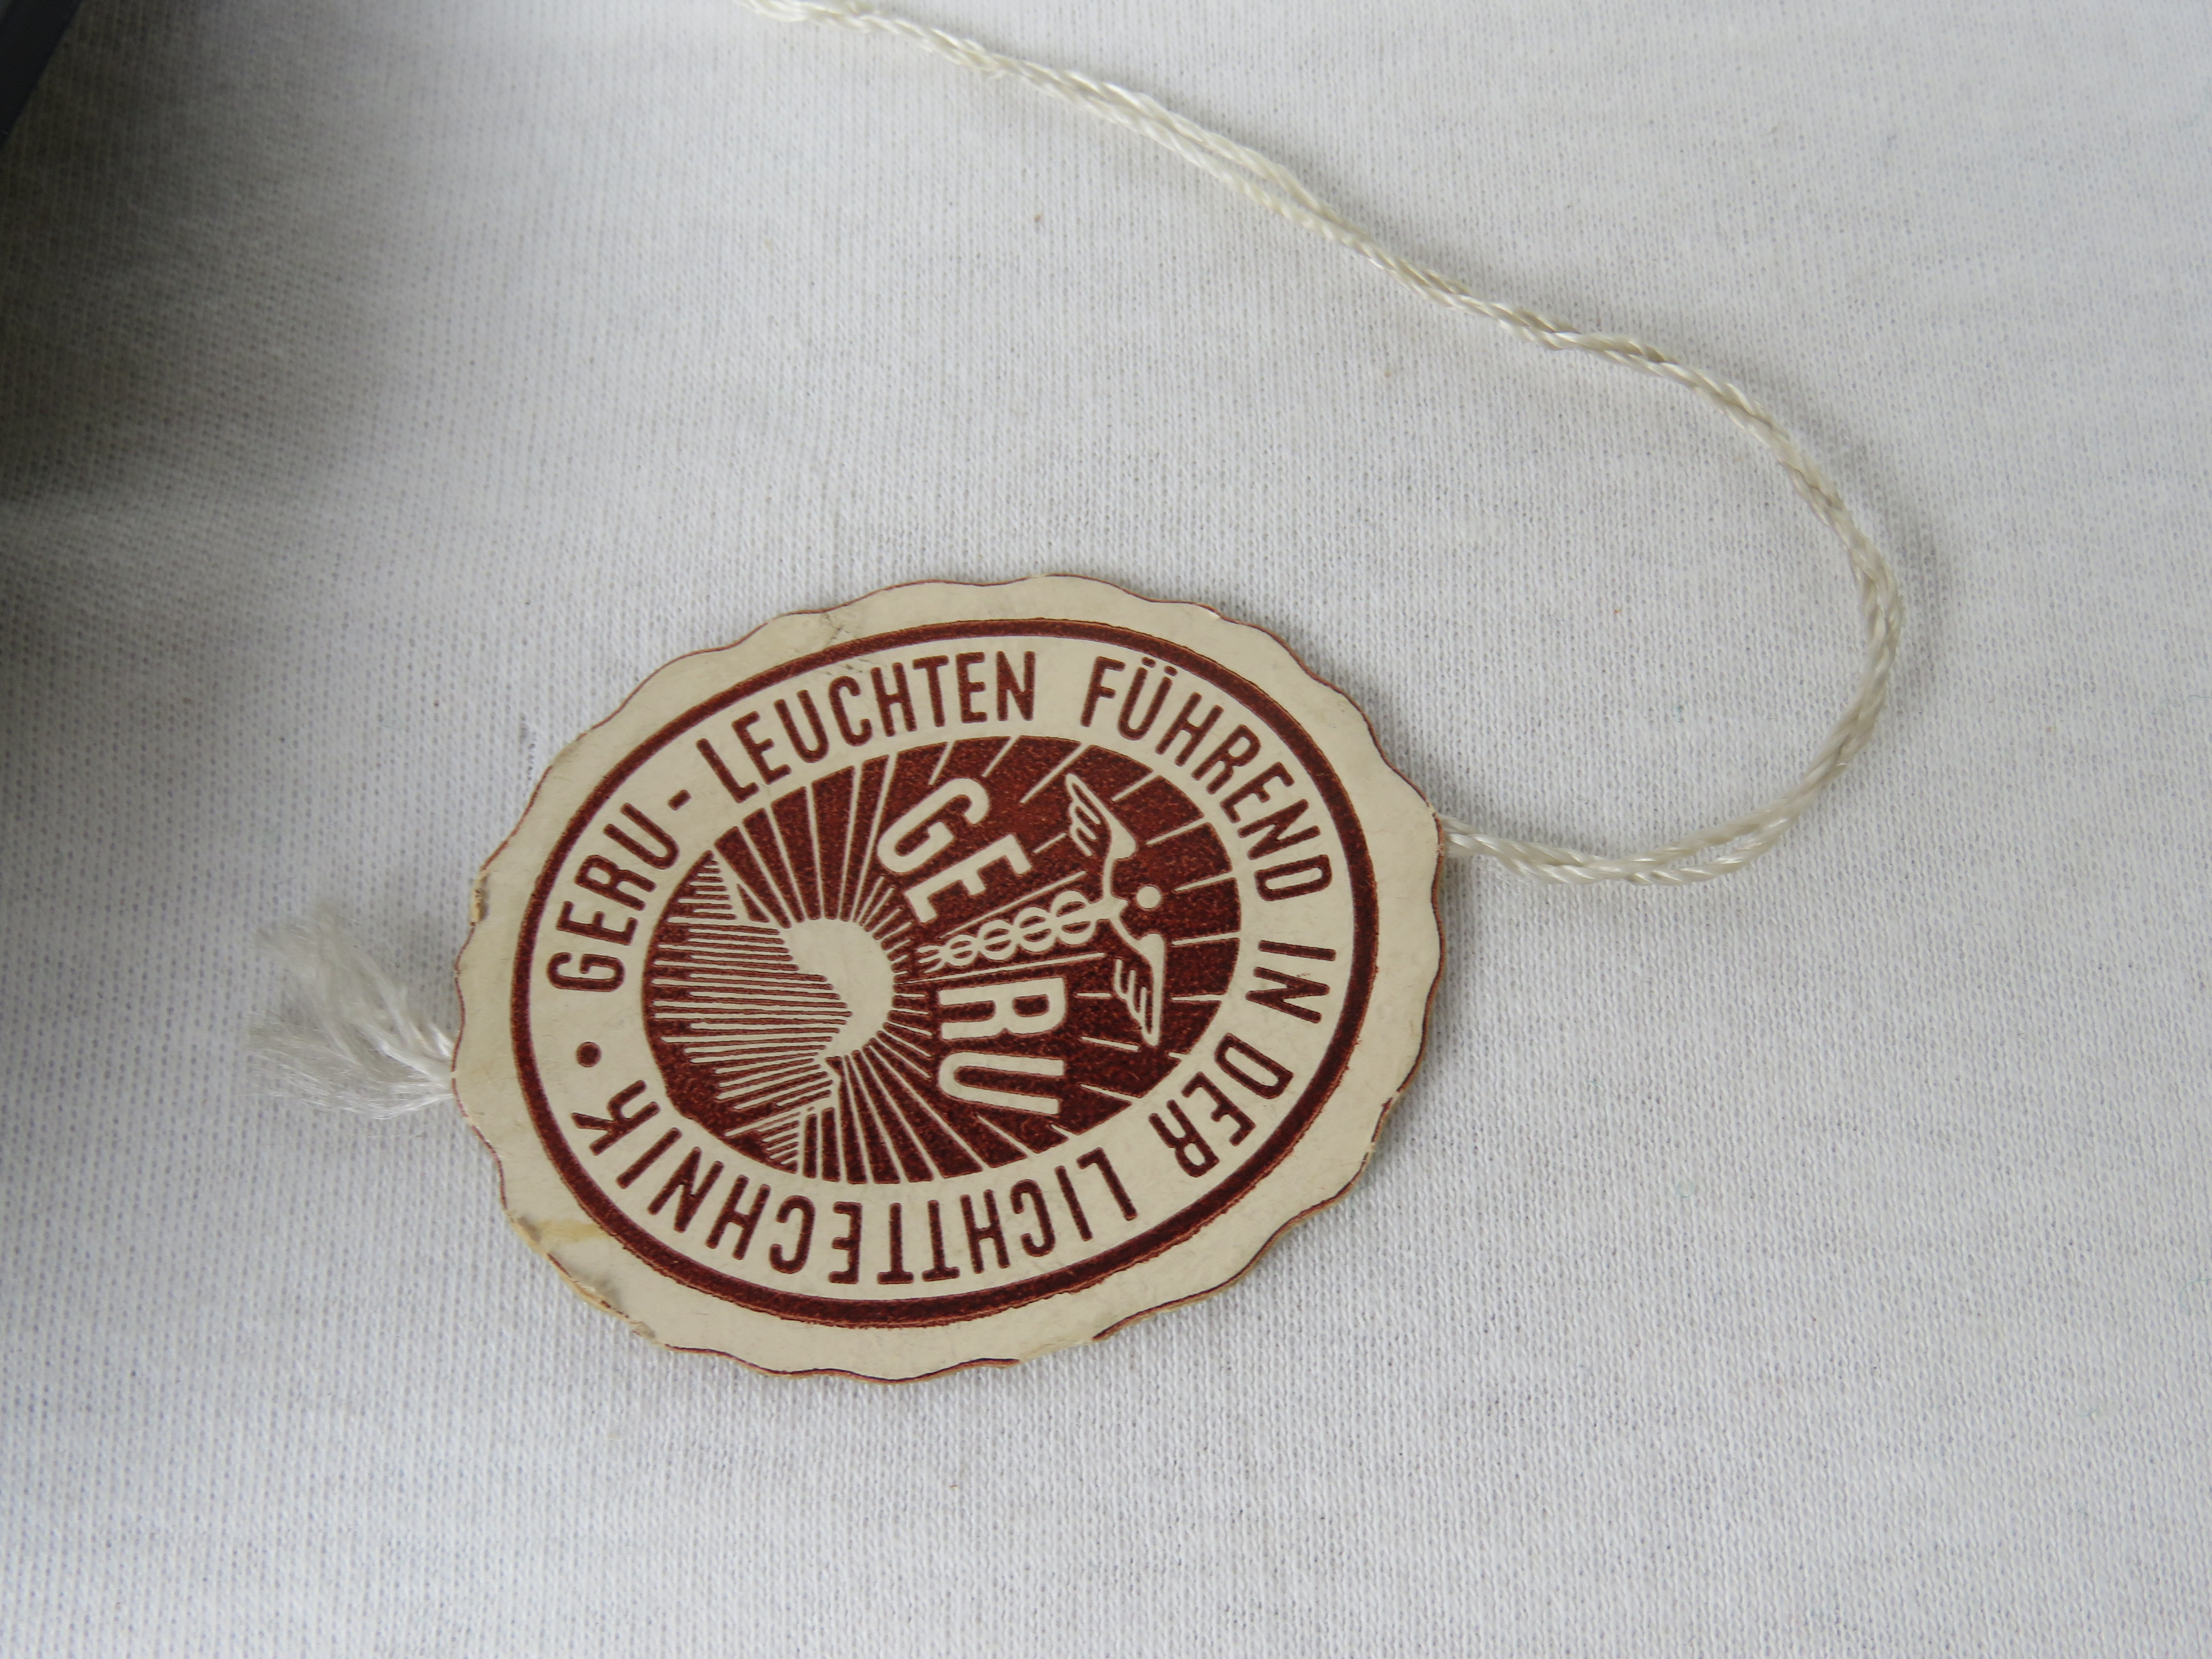 GERU-LEUCHTEN FÜHREND IN DER LICHTTECHNIK •
GE RU